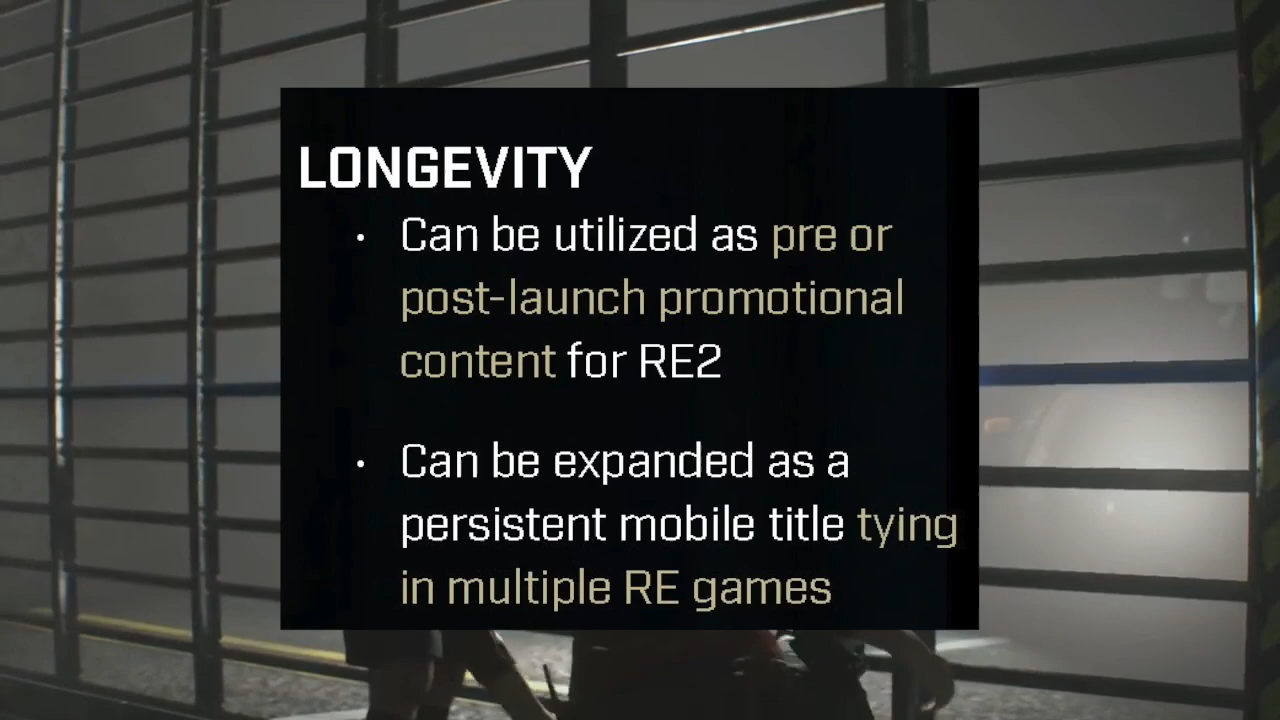 LONGEVITY
· Can be utilized as pre or
post-launch promotional
content for RE2
· Can be expanded as a
persistent mobile title tying
in multiple RE games